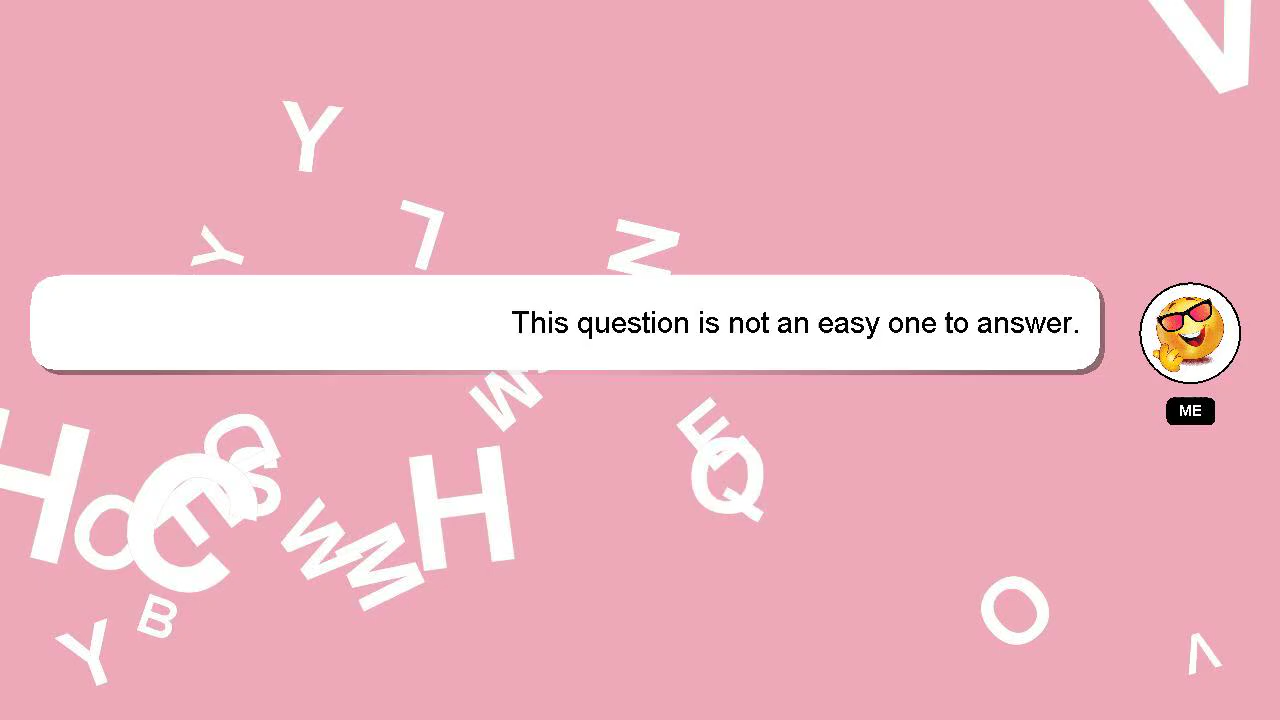 V
Y
L
Y
N
This question is not an easy one to answer.
ME
W
E
Q
H
G
S
C
O
T
W
M
H
B
Y
O
V